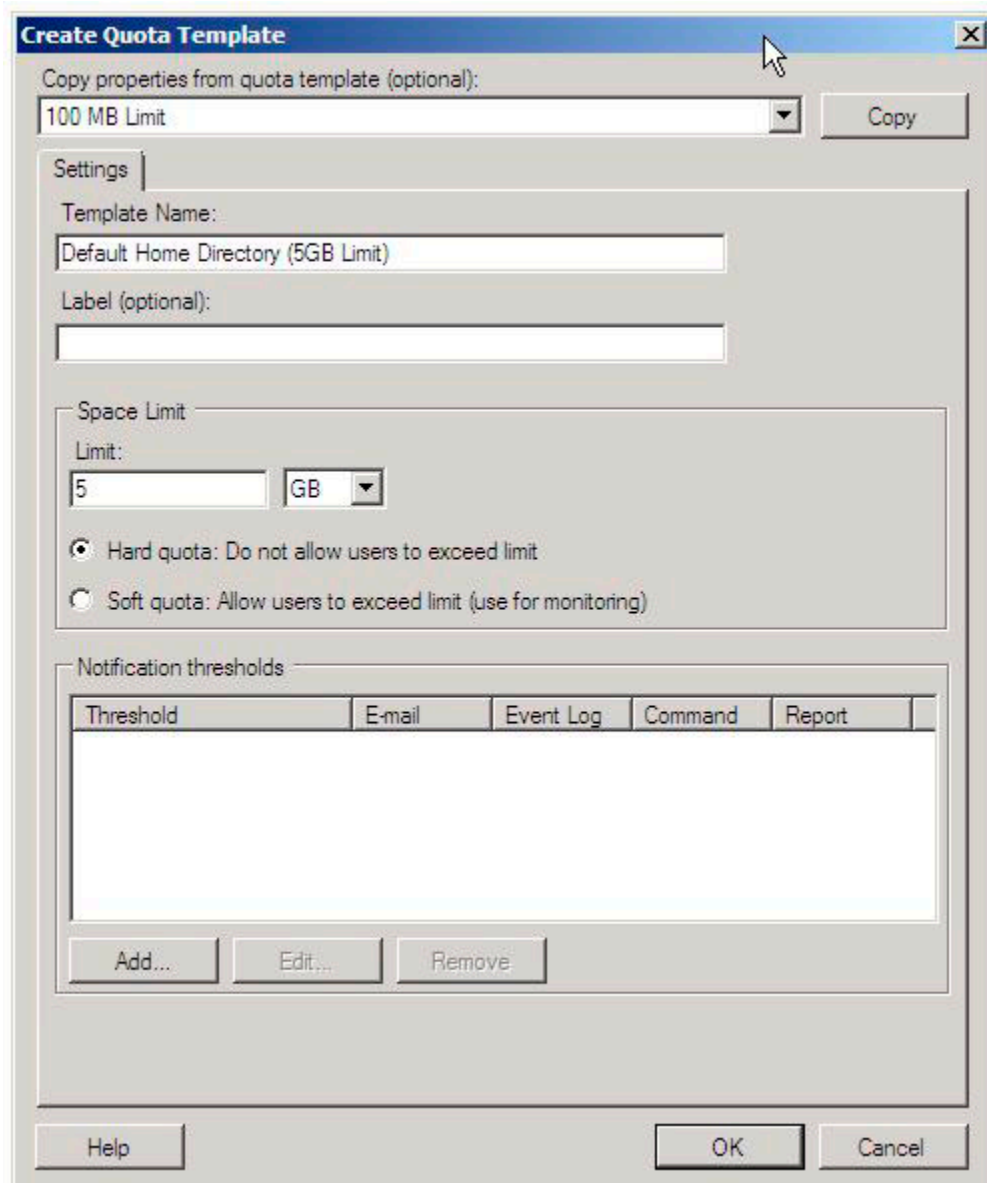 Create Quota Template
Copy properties from quota template (optional):
100 MB Limit
Copy
Settings
Template Name:
Default Home Directory (5GB Limit)
Label (optional):
Space Limit
Limit:
5 GB
Hard quota: Do not allow users to exceed limit
Soft quota: Allow users to exceed limit (use for monitoring)
Notification thresholds
Threshold E-mail Event Log Command Report
Add... Edit... Remove
Help OK Cancel